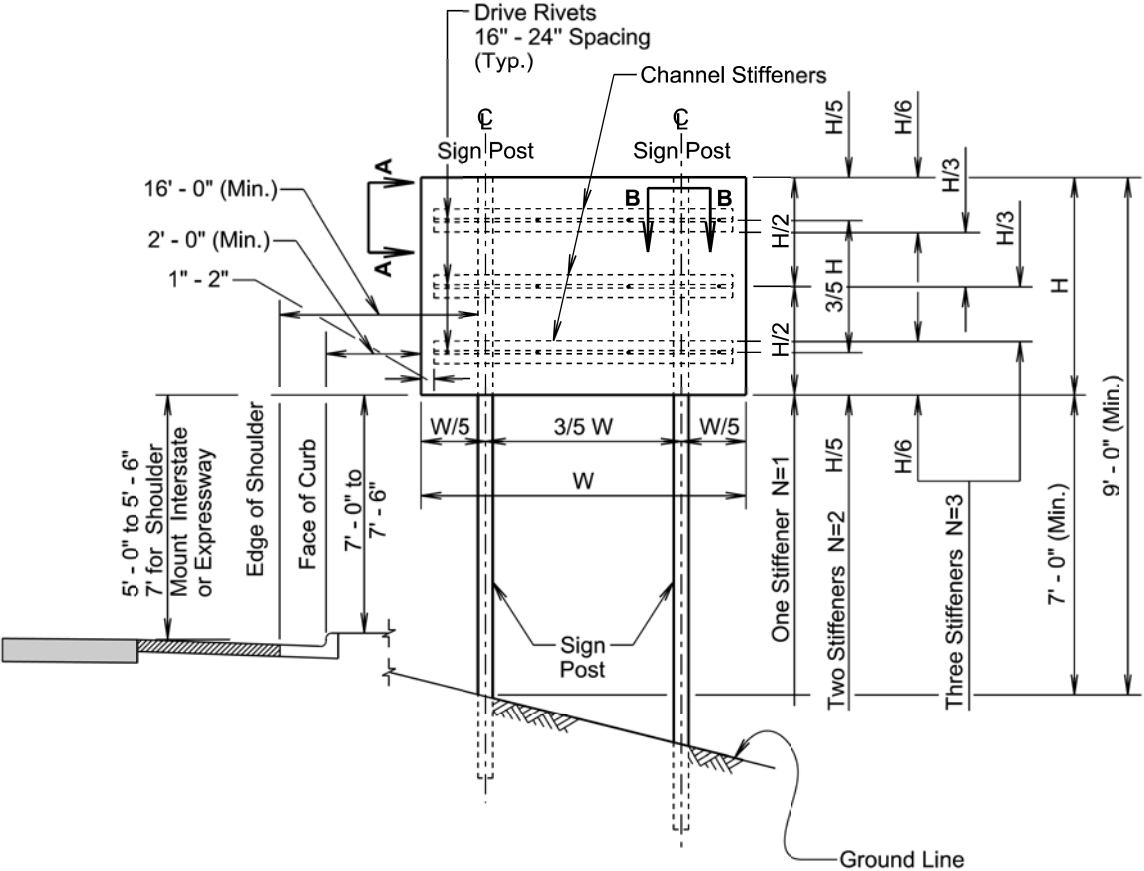 Drive Rivets
16" - 24" Spacing
(Typ.)
Channel Stiffeners
℄
Sign Post
℄
Sign Post
H/5
H/6
H/3
H/3
A
A
B
B
16' - 0" (Min.)
2' - 0" (Min.)
1" - 2"
H/2
H/2
3/5 H
H
W/5
3/5 W
W/5
W
5' - 0" to 5' - 6"
7' for Shoulder
Mount Interstate
or Expressway
Edge of Shoulder
Face of Curb
7' - 0" to
7' - 6"
One Stiffener N=1
Two Stiffeners N=2
H/5
H/6
Three Stiffeners N=3
7' - 0" (Min.)
9' - 0" (Min.)
Sign
Post
Ground Line